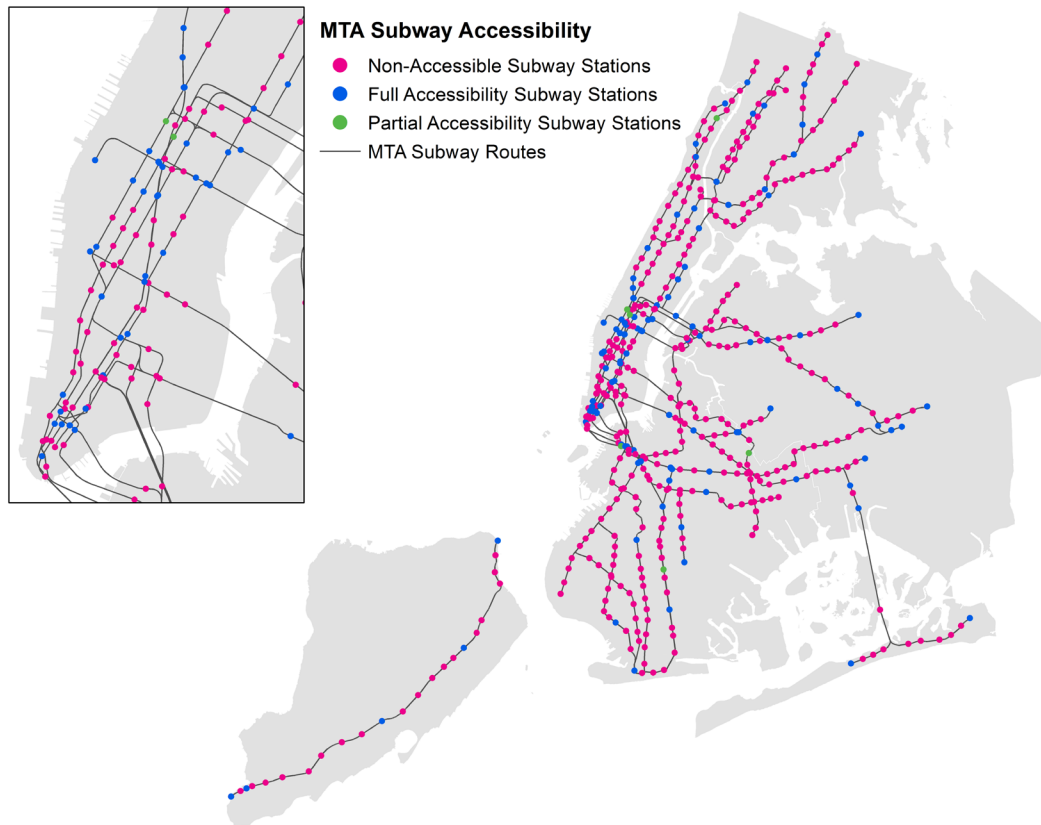 MTA Subway Accessibility
Non-Accessible Subway Stations
Full Accessibility Subway Stations
Partial Accessibility Subway Stations
MTA Subway Routes